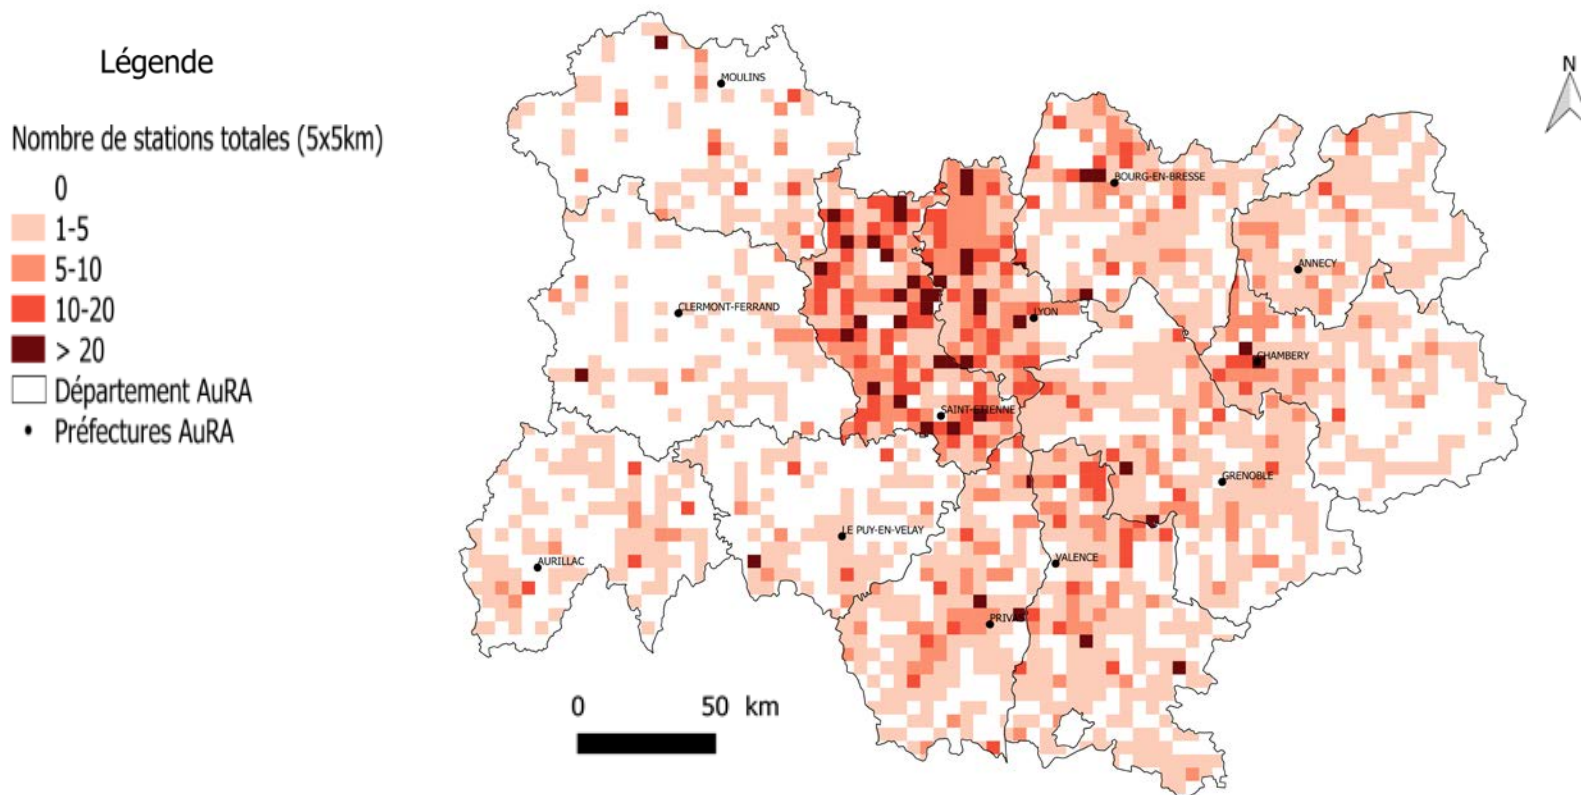 Légende
Nombre de stations totales (5x5km)
0
1-5
5-10
10-20
> 20
Département AuRA
Préfectures AuRA
N
MOULINS
BOURG-EN-BRESSE
ANNECY
CLERMONT-FERRAND
LYON
CHAMBERY
SAINT-ETIENNE
GRENOBLE
LE PUY-EN-VELAY
AURILLAC
VALENCE
PRIVAS
0 50 km